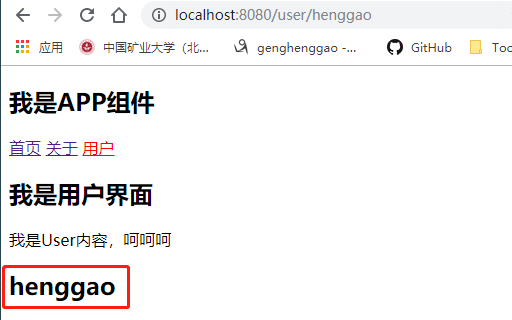 localhost:8080/user/henggao
应用 中国矿业大学（北... genghenggao -... GitHub Too
我是APP组件
首页 关于 用户
我是用户界面
我是User内容，呵呵呵
henggao